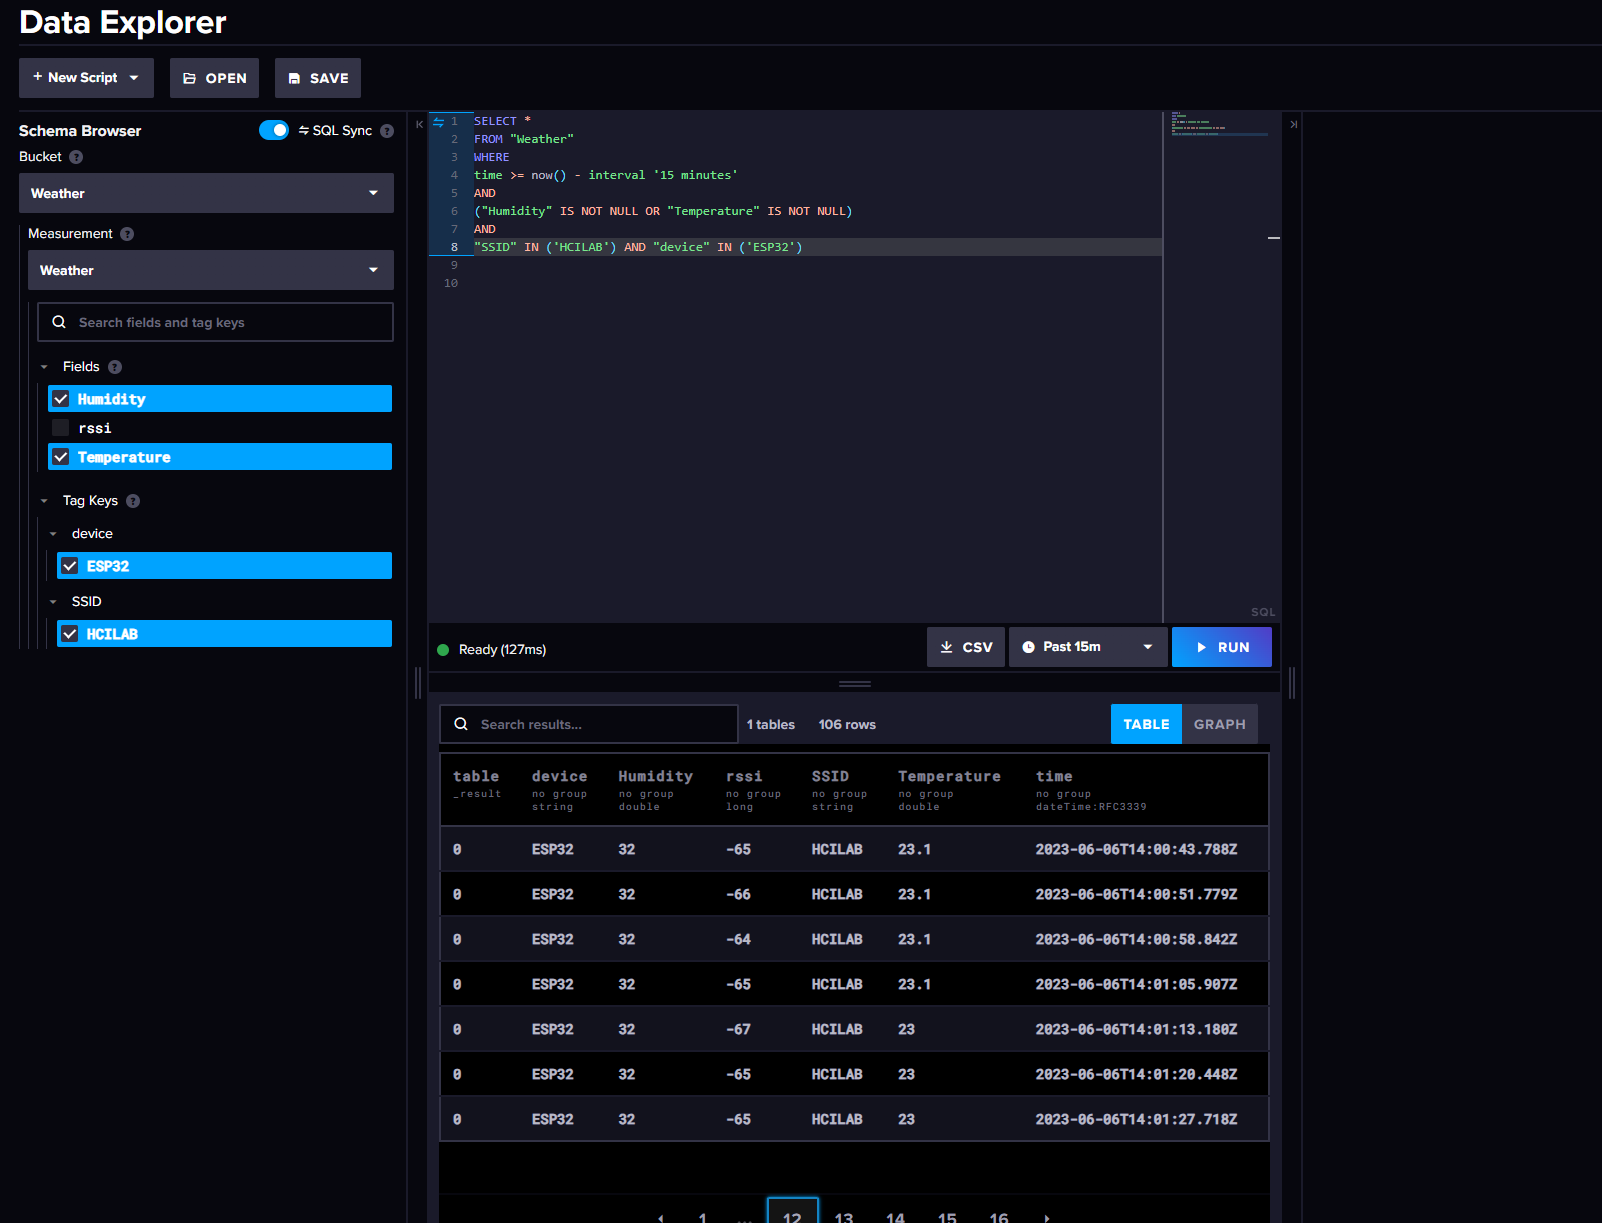 Data Explorer
+ New Script
OPEN
SAVE
Schema Browser
SQL Sync ?
Bucket ?
Weather
Measurement ?
Weather
Search fields and tag keys
Fields ?
Humidity
rssi
Temperature
Tag Keys ?
device
ESP32
SSID
HCILAB
1 SELECT *
2 FROM "Weather"
3 WHERE
4 time >= now() - interval '15 minutes'
5 AND
6 ("Humidity" IS NOT NULL OR "Temperature" IS NOT NULL)
7 AND
8 "SSID" IN ('HCILAB') AND "device" IN ('ESP32')
9
10
SQL
Ready (127ms)
CSV
Past 15m
RUN
Search results...
1 tables
106 rows
TABLE
GRAPH
table device Humidity rssi SSID Temperature time
_result no group no group no group no group no group no group
string double long string double dateTime:RFC3339
0 ESP32 32 -65 HCILAB 23.1 2023-06-06T14:00:43.788Z
0 ESP32 32 -66 HCILAB 23.1 2023-06-06T14:00:51.779Z
0 ESP32 32 -64 HCILAB 23.1 2023-06-06T14:00:58.842Z
0 ESP32 32 -65 HCILAB 23.1 2023-06-06T14:01:05.907Z
0 ESP32 32 -67 HCILAB 23 2023-06-06T14:01:13.180Z
0 ESP32 32 -65 HCILAB 23 2023-06-06T14:01:20.448Z
0 ESP32 32 -65 HCILAB 23 2023-06-06T14:01:27.718Z
1 ... 12 13 14 15 16